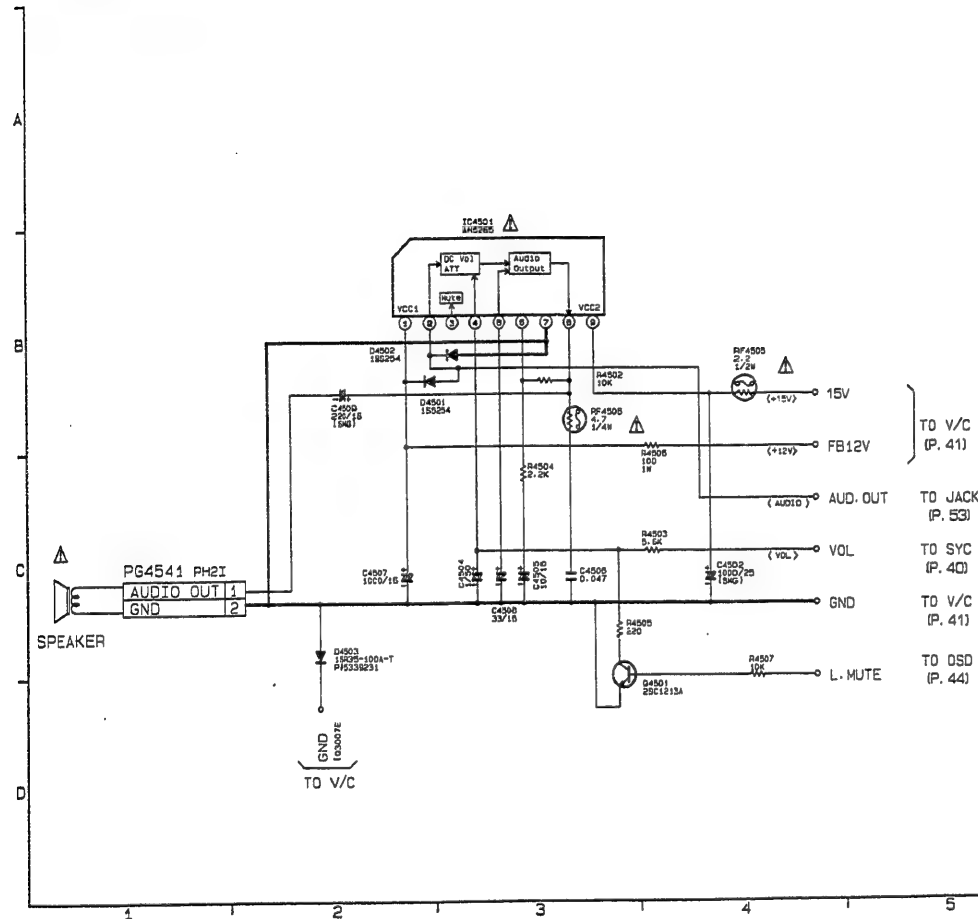 A
B
C
D
1
2
3
4
5
IC4501
AN5265
DC Vol
ATT
Audio
Output
Mute
VCC1
VCC2
1
2
3
4
5
6
7
8
9
D4502
1SS254
D4501
1SS254
C4509
220/16
(SMG)
R4502
10K
RF4506
4.7
1/4W
RF4505
2.2
1/2W
(+15V)
15V
R4506
100
1W
(+12V)
FB12V
TO V/C
(P. 41)
R4504
2.2K
(AUDIO)
AUD.OUT
TO JACK
(P. 53)
R4503
5.6K
(VOL)
VOL
TO SYC
(P. 40)
C4507
1000/16
C4504
C4505
10/16
C4506
0.047
C4502
1000/25
(SMG)
GND
TO V/C
(P. 41)
PG4541 PH2I
AUDIO OUT 1
GND 2
SPEAKER
33/16
R4505
220
D4503
1SR35-100A-T
Q4501
2SC1213A
R4507
10K
L.MUTE
TO OSD
(P. 44)
GND
TO V/C